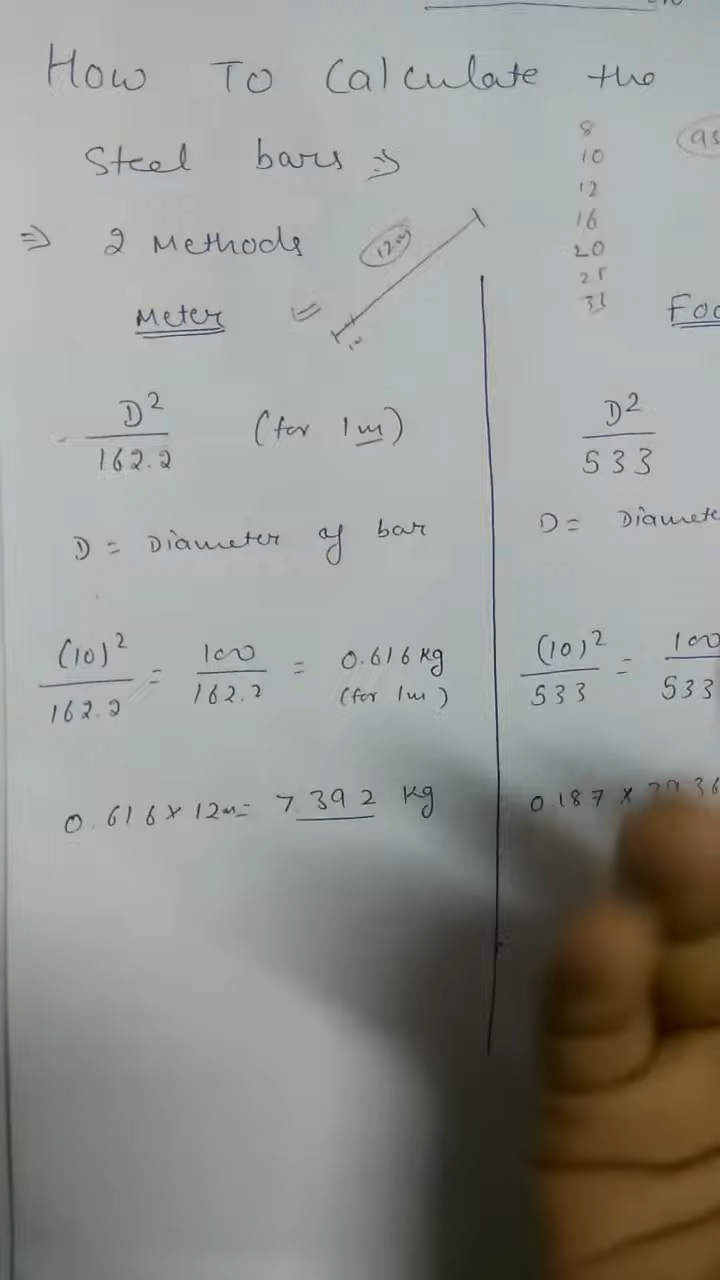 How To Calculate the
Steel bars ⇒
⇒ 2 Methods
12m
8
10
12
16
20
Meter =
D²/162.2 (for 1m)
D = Diameter of bar
(10)²/162.2 = 100/162.2 = 0.616 kg
(for 1m)
0.616 × 12m = 7.392 kg
D²/533
D = Diamete
(10)²/533 = 100/533
0.187 ×